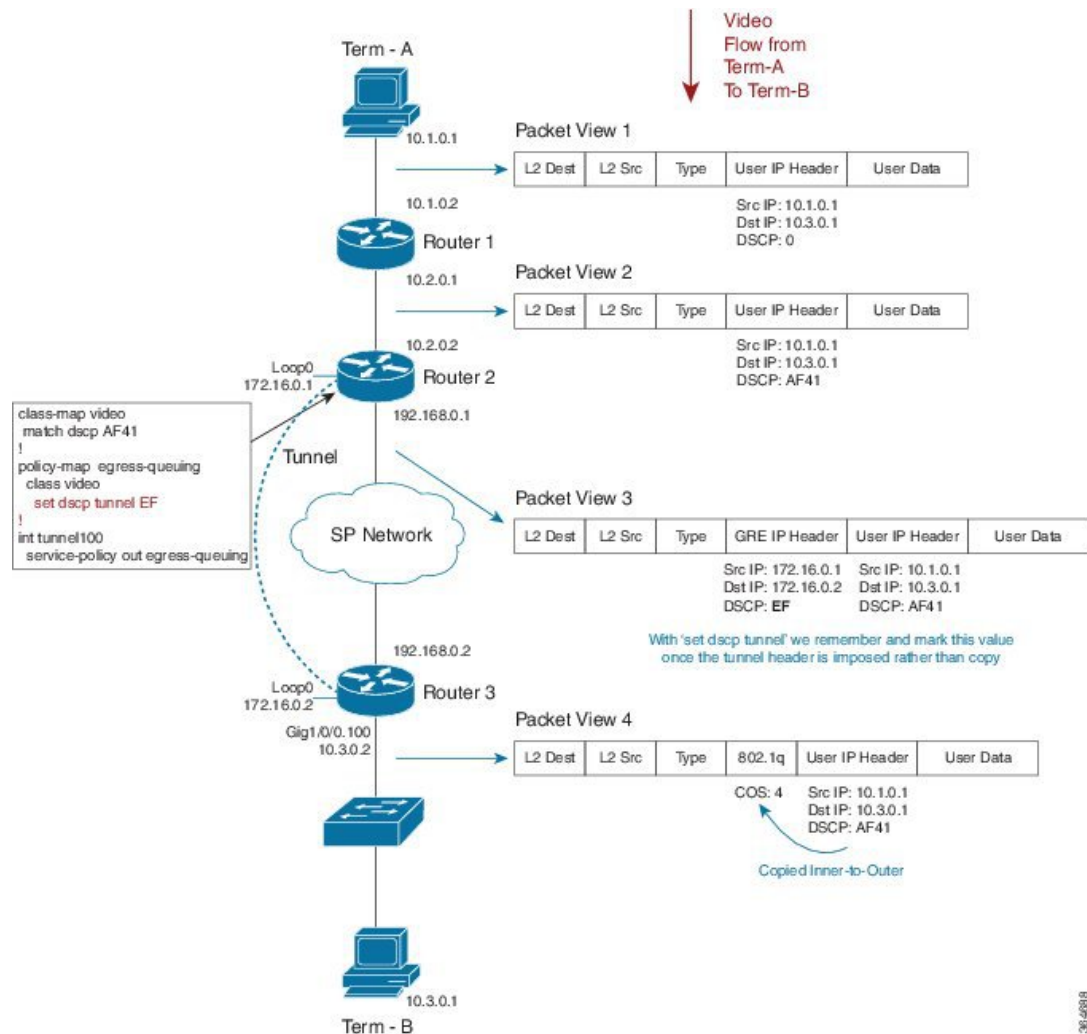 Term - A
Video
Flow from
Term-A
To Term-B
10.1.0.1
Packet View 1
L2 Dest L2 Src Type User IP Header User Data
Src IP: 10.1.0.1
Dst IP: 10.3.0.1
DSCP: 0
10.1.0.2
Router 1
10.2.0.1
Packet View 2
L2 Dest L2 Src Type User IP Header User Data
Src IP: 10.1.0.1
Dst IP: 10.3.0.1
DSCP: AF41
10.2.0.2
Loop0
172.16.0.1
Router 2
192.168.0.1
class-map video
match dscp AF41
!
policy-map egress-queuing
class video
set dscp tunnel EF
!
int tunnel100
service-policy out egress-queuing
Tunnel
SP Network
Packet View 3
L2 Dest L2 Src Type GRE IP Header User IP Header User Data
Src IP: 172.16.0.1 Src IP: 10.1.0.1
Dst IP: 172.16.0.2 Dst IP: 10.3.0.1
DSCP: EF DSCP: AF41
With 'set dscp tunnel' we remember and mark this value
once the tunnel header is imposed rather than copy
192.168.0.2
Loop0
172.16.0.2
Router 3
Gig1/0/0.100
10.3.0.2
Packet View 4
L2 Dest L2 Src Type 802.1q User IP Header User Data
COS: 4 Src IP: 10.1.0.1
Dst IP: 10.3.0.1
DSCP: AF41
Copied Inner-to-Outer
10.3.0.1
Term - B